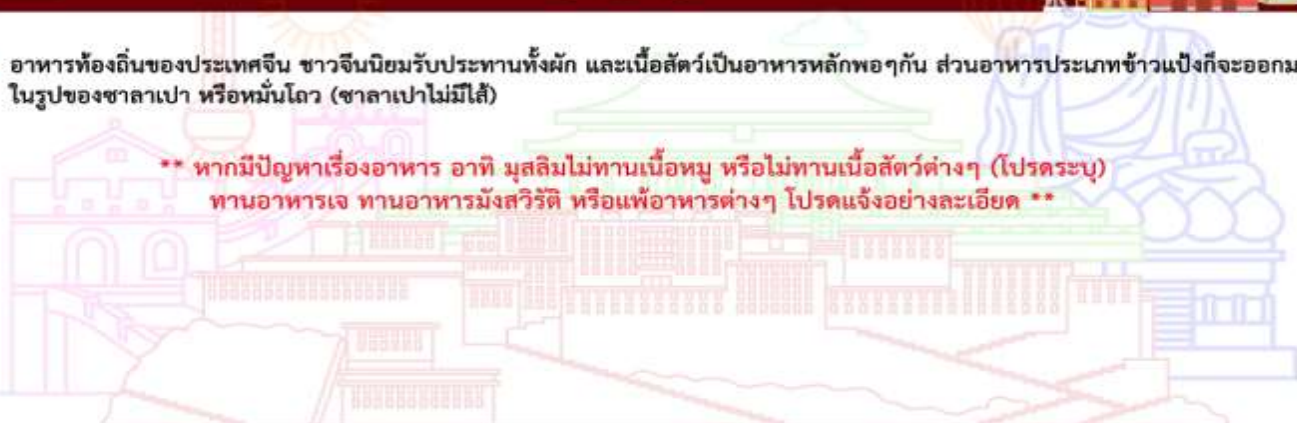 อาหารท้องถิ่นของประเทศจีน ชาวจีนนิยมรับประทานทั้งผัก และเนื้อสัตว์เป็นอาหารหลักพอๆกัน ส่วนอาหารประเภทข้าวแป้งก็จะออกม
ในรูปของซาลาเปา หรือหมั่นโถว (ซาลาเปาไม่มีไส้)
** หากมีปัญหาเรื่องอาหาร อาทิ มุสลิมไม่ทานเนื้อหมู หรือไม่ทานเนื้อสัตว์ต่างๆ (โปรดระบุ)
ทานอาหารเจ ทานอาหารมังสวิรัติ หรือแพ้อาหารต่างๆ โปรดแจ้งอย่างละเอียด **